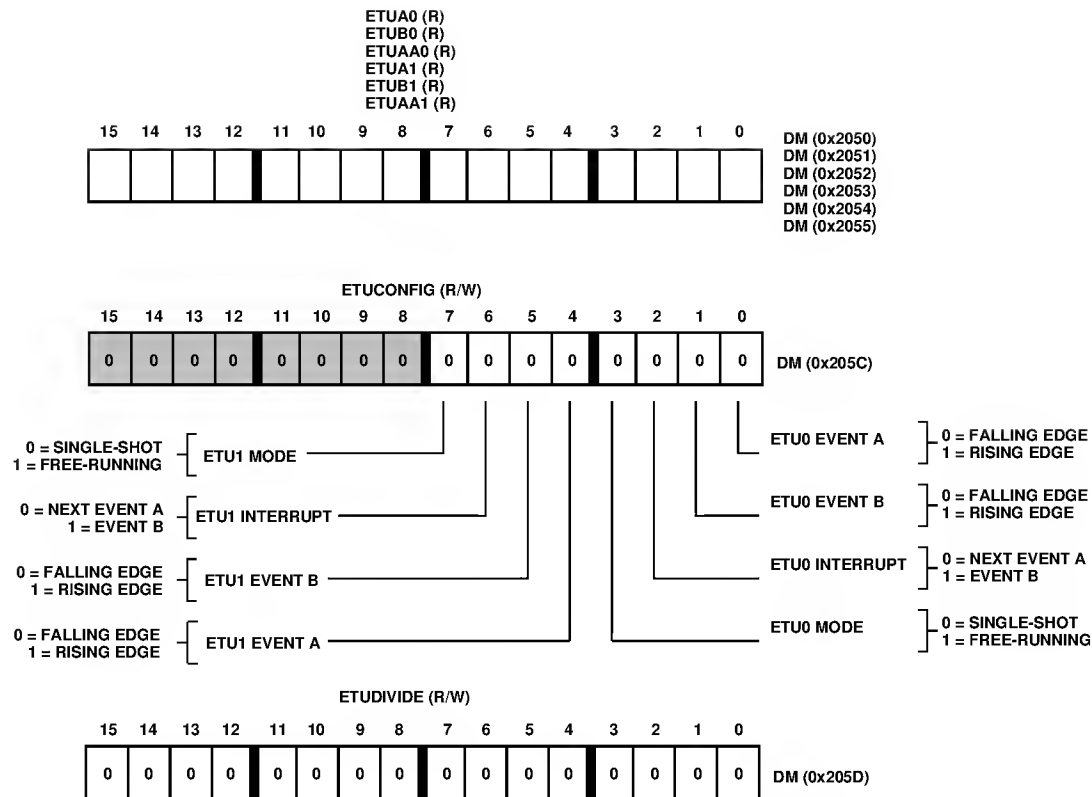 ETUA0 (R)
ETUB0 (R)
ETUAA0 (R)
ETUA1 (R)
ETUB1 (R)
ETUAA1 (R)
15 14 13 12 11 10 9 8 7 6 5 4 3 2 1 0
DM (0x2050)
DM (0x2051)
DM (0x2052)
DM (0x2053)
DM (0x2054)
DM (0x2055)
ETUCONFIG (R/W)
15 14 13 12 11 10 9 8 7 6 5 4 3 2 1 0
0 0 0 0 0 0 0 0 0 0 0 0 0 0 0 0 DM (0x205C)
0 = SINGLE-SHOT
1 = FREE-RUNNING
ETU1 MODE
0 = NEXT EVENT A
1 = EVENT B
ETU1 INTERRUPT
0 = FALLING EDGE
1 = RISING EDGE
ETU1 EVENT B
0 = FALLING EDGE
1 = RISING EDGE
ETU1 EVENT A
ETU0 EVENT A
0 = FALLING EDGE
1 = RISING EDGE
ETU0 EVENT B
0 = FALLING EDGE
1 = RISING EDGE
ETU0 INTERRUPT
0 = NEXT EVENT A
1 = EVENT B
ETU0 MODE
0 = SINGLE-SHOT
1 = FREE-RUNNING
ETUDIVIDE (R/W)
15 14 13 12 11 10 9 8 7 6 5 4 3 2 1 0
0 0 0 0 0 0 0 0 0 0 0 0 0 0 0 0 DM (0x205D)